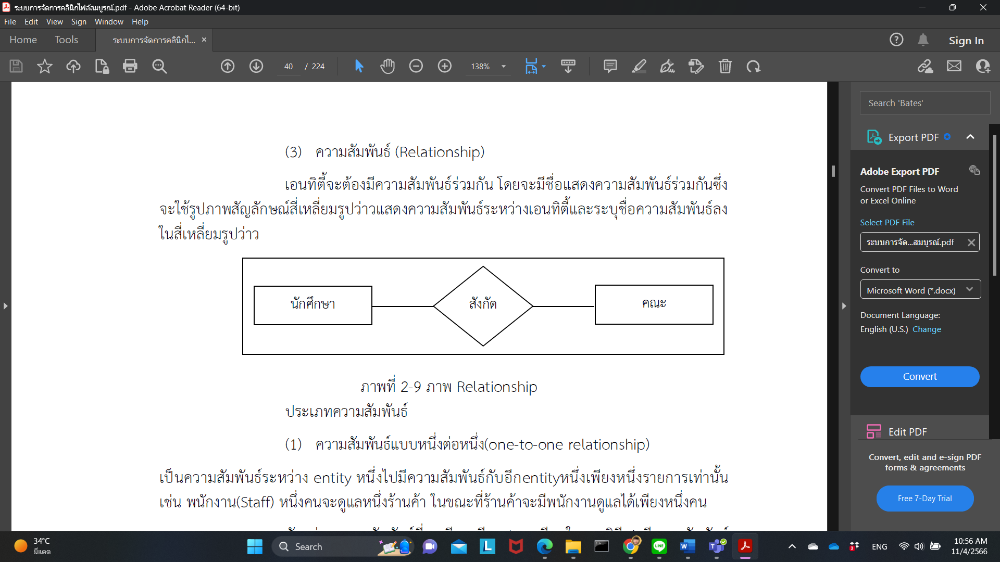 ระบบการจัดการคลินิกไฟล์สมบูรณ์.pdf - Adobe Acrobat Reader (64-bit)
File Edit View Sign Window Help
Home Tools ระบบการจัดการคลินิกไ... Sign In
40 / 224 138%
(3) ความสัมพันธ์ (Relationship)
เอนทิตี้จะต้องมีความสัมพันธ์ร่วมกัน โดยจะมีชื่อแสดงความสัมพันธ์ร่วมกันซึ่ง
จะใช้รูปภาพสัญลักษณ์สี่เหลี่ยมรูปว่าวแสดงความสัมพันธ์ระหว่างเอนทิตี้และระบุชื่อความสัมพันธ์ลง
ในสี่เหลี่ยมรูปว่าว
นักศึกษา สังกัด คณะ
ภาพที่ 2-9 ภาพ Relationship
ประเภทความสัมพันธ์
(1) ความสัมพันธ์แบบหนึ่งต่อหนึ่ง(one-to-one relationship)
เป็นความสัมพันธ์ระหว่าง entity หนึ่งไปมีความสัมพันธ์กับอีกentityหนึ่งเพียงหนึ่งรายการเท่านั้น
เช่น พนักงาน(Staff) หนึ่งคนจะดูแลหนึ่งร้านค้า ในขณะที่ร้านค้าจะมีพนักงานดูแลได้เพียงหนึ่งคน
Search 'Bates'
Export PDF
Adobe Export PDF
Convert PDF Files to Word
or Excel Online
Select PDF File
ระบบการจัด...สมบูรณ์.pdf
Convert to
Microsoft Word (*.docx)
Document Language:
English (U.S.) Change
Convert
Edit PDF
Convert, edit and e-sign PDF
forms & agreements
Free 7-Day Trial
34°C
มีแดด
Search
ENG
10:56 AM
11/4/2566